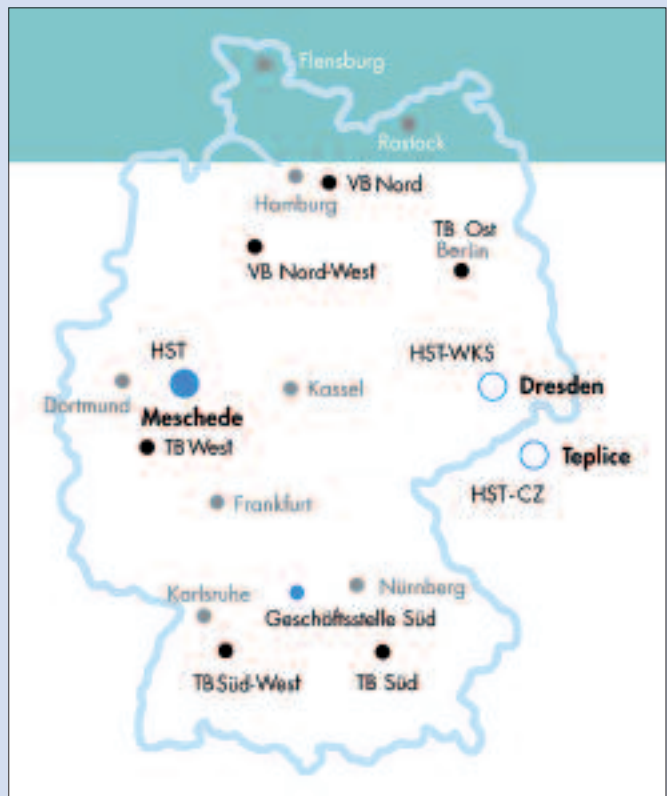 Flensburg
Rostock
VB Nord
Hamburg
TB Ost
Berlin
VB Nord-West
HST
HST-WKS
Dortmund
Kassel
Dresden
Meschede
TB West
Teplice
HST-CZ
Frankfurt
Karlsruhe
Nürnberg
Geschäftsstelle Süd
TB Süd-West
TB Süd